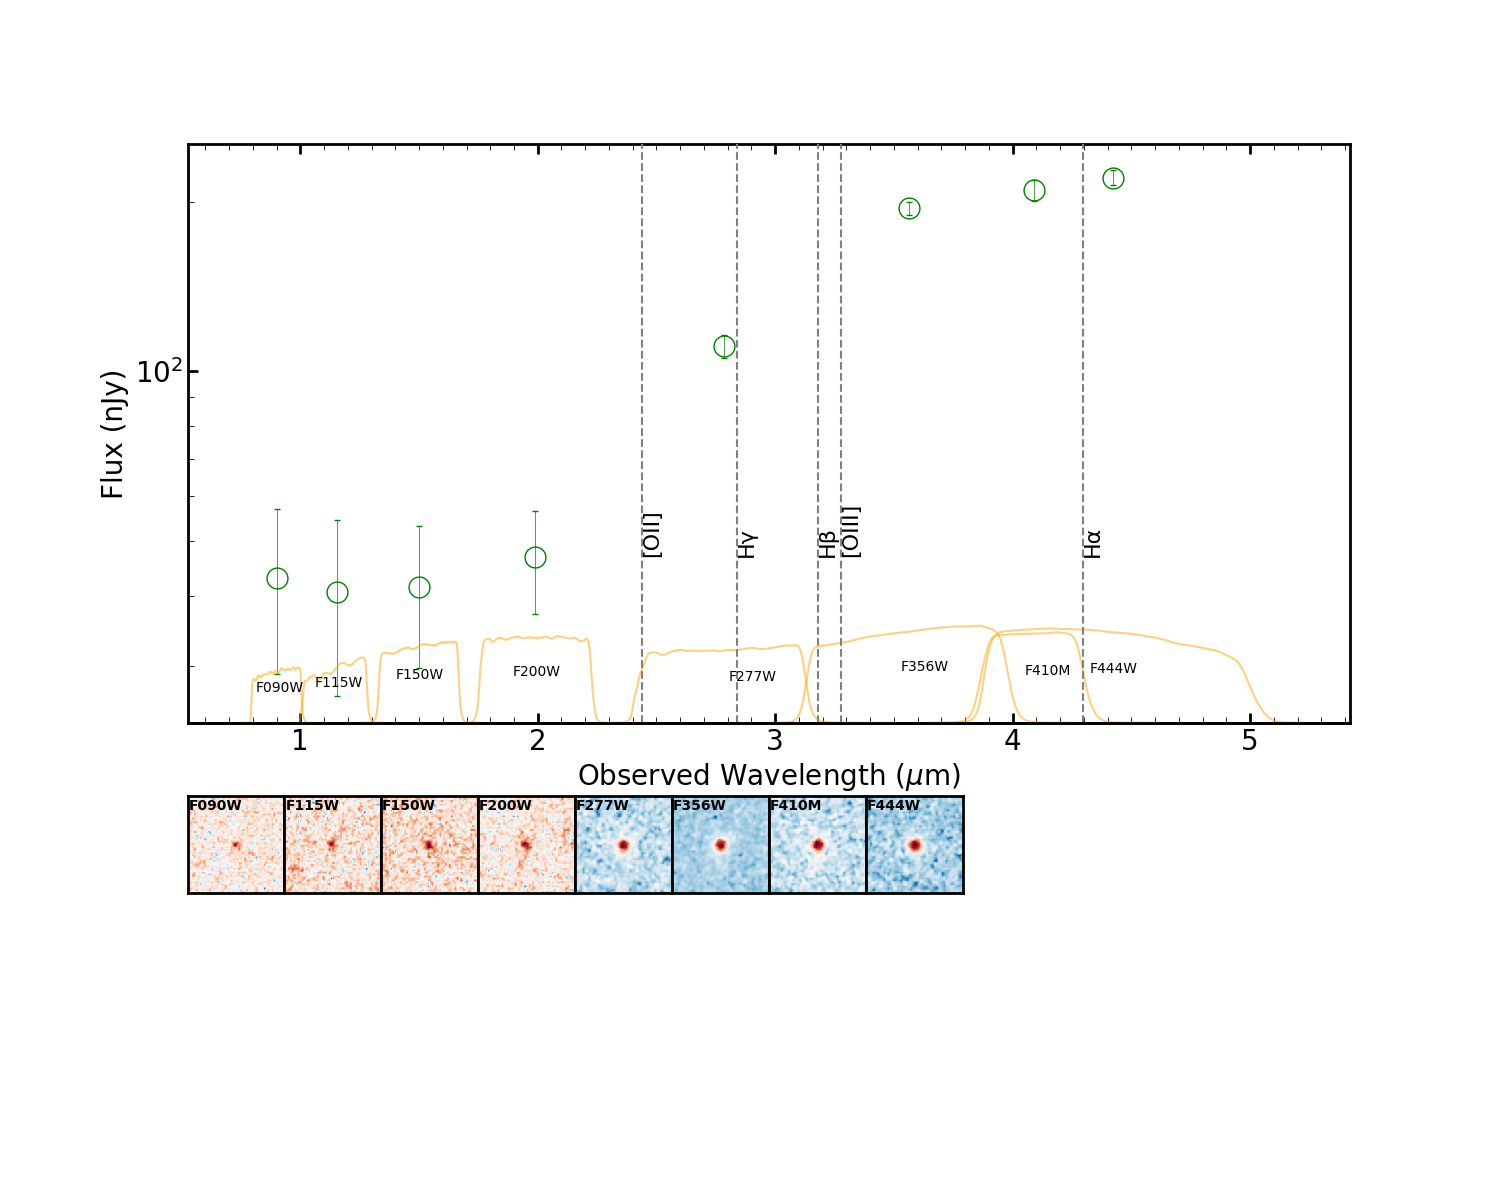 Flux (nJy)
10²
[OII]
Hγ
Hβ
[OIII]
Hα
F090W
F115W
F150W
F200W
F277W
F356W
F410M
F444W
1 2 3 4 5
Observed Wavelength (μm)
F090W F115W F150W F200W F277W F356W F410M F444W